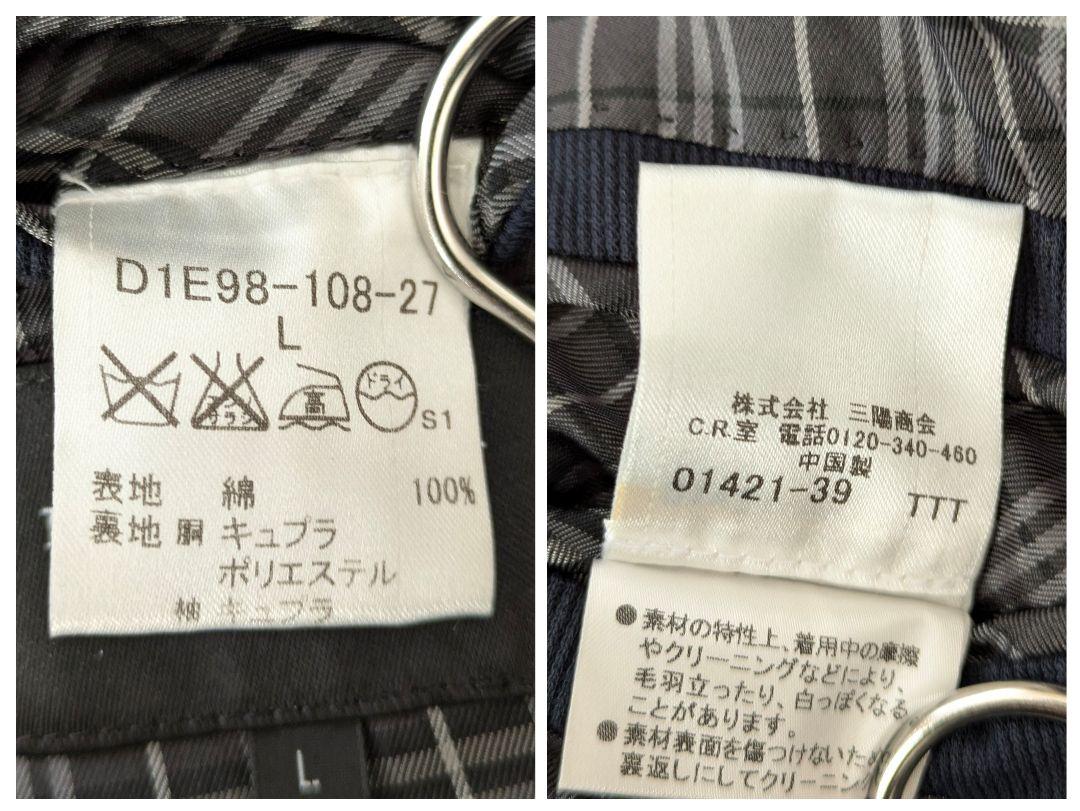 D1E98-108-27
L
高 ドライ S1
表地 綿 100%
裏地 胴 キュプラ
ポリエステル
袖 キュプラ
L
株式会社 三陽商会
C.R.室 電話0120-340-460
中国製
01421-39 TTT
●素材の特性上、着用中の摩擦
やクリーニングなどにより、
毛羽立ったり、白っぽくなる
ことがあります。
●素材表面を傷つけないため
裏返しにしてクリーニン